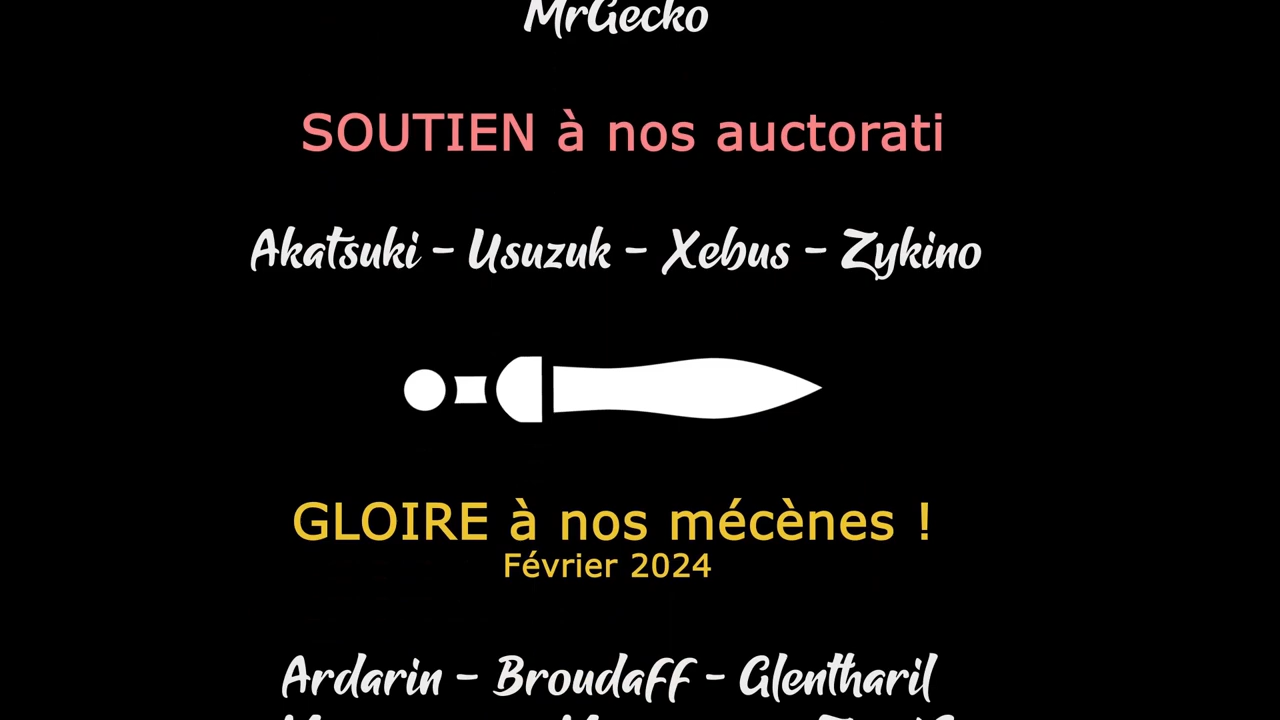 MrGecko
SOUTIEN à nos auctorati
Akatsuki - Usuzuk - Xebus - Zykino
GLOIRE à nos mécènes !
Février 2024
Ardarin - Broudaff - Glentharil